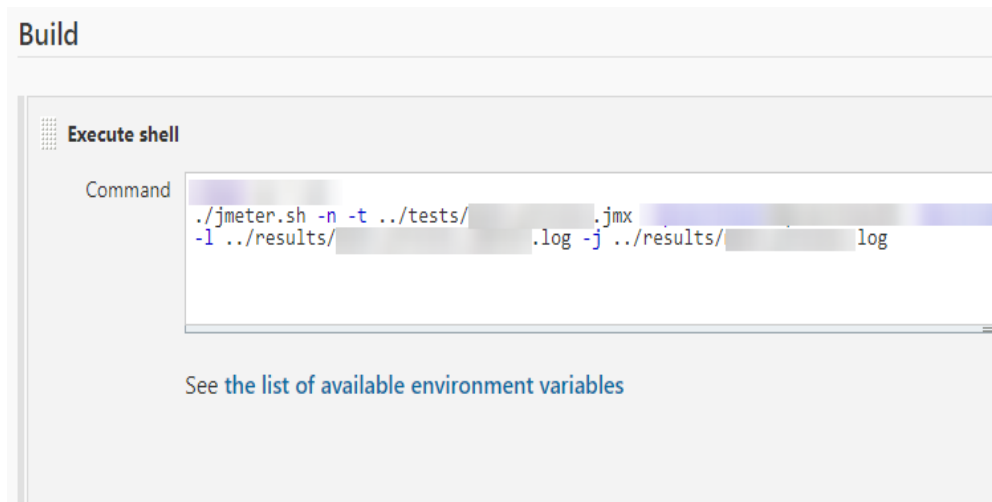 Build
Execute shell
Command
./jmeter.sh -n -t ../tests/ .jmx
-l ../results/ .log -j ../results/ log
See the list of available environment variables